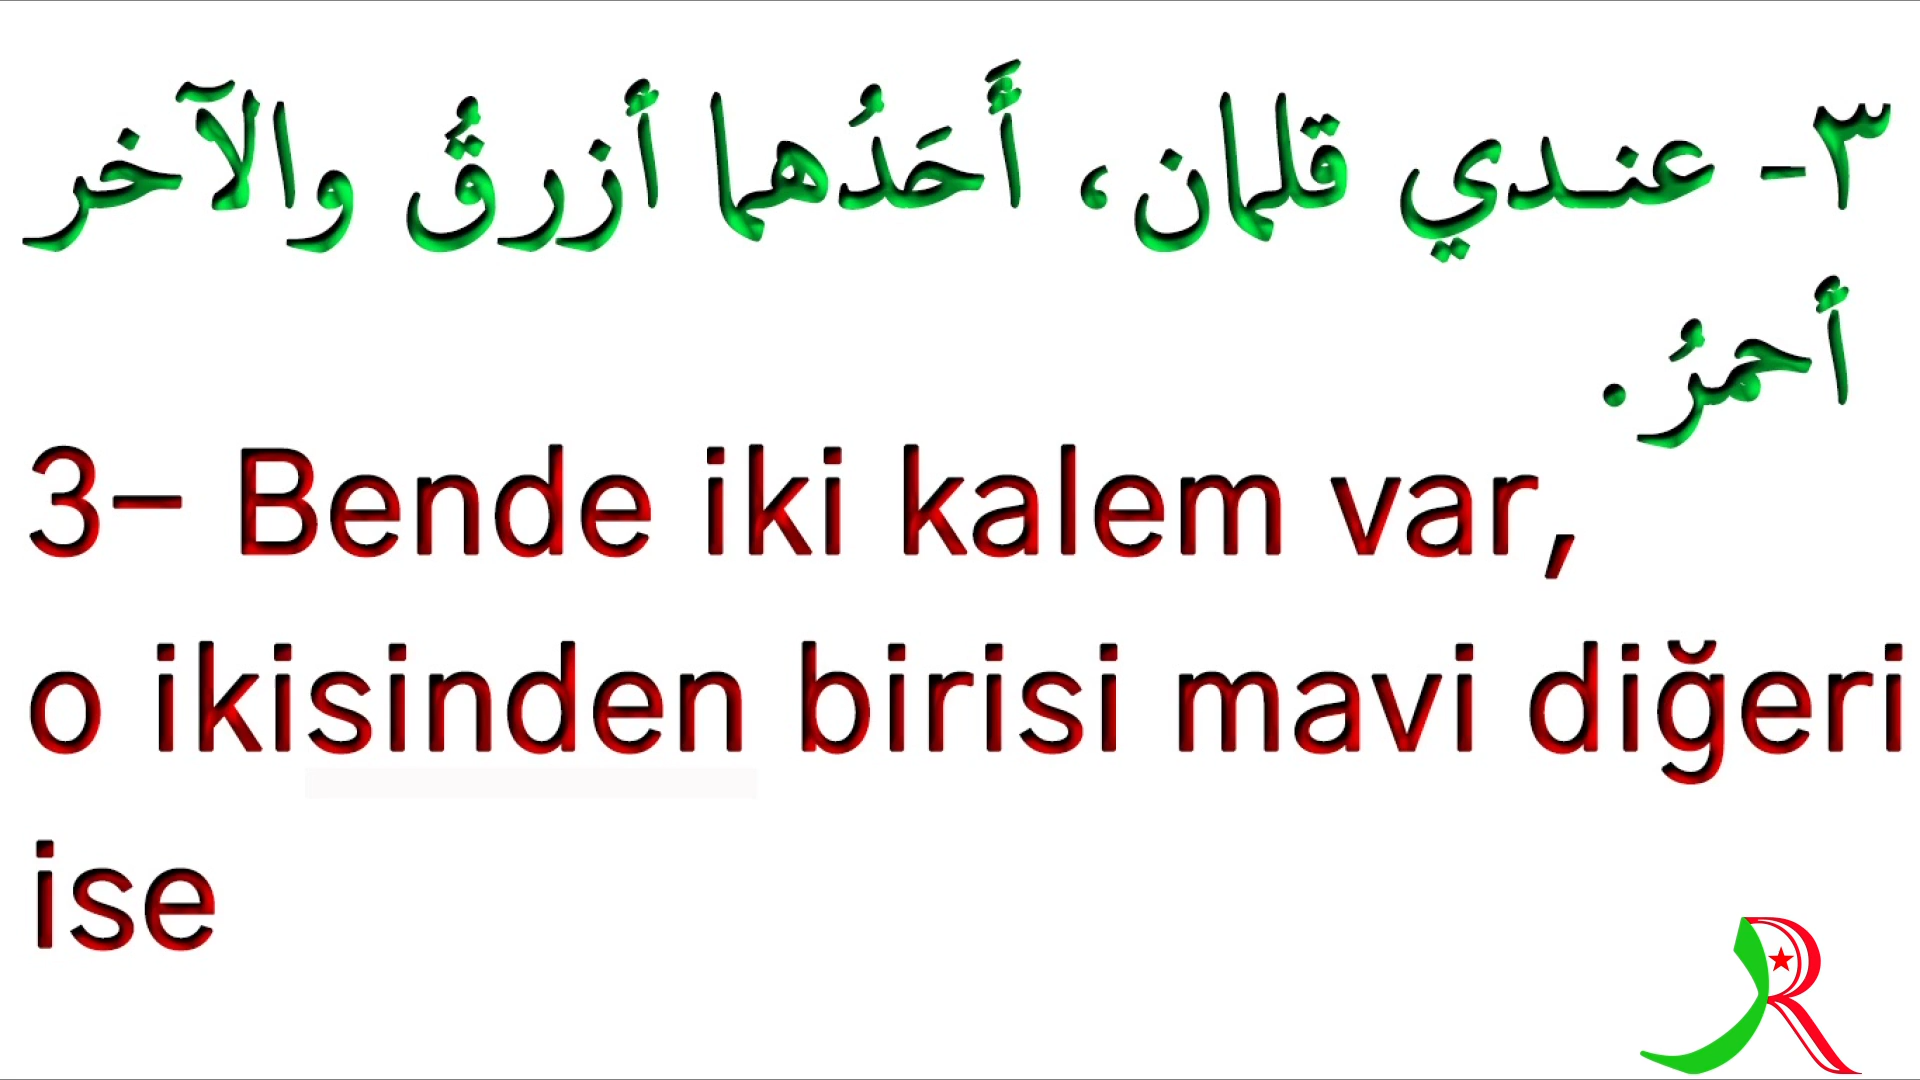 ٣- عنـدي قلمان، أَحَدُهما أزرقُ والآخر
أحمرُ .
3– Bende iki kalem var,
o ikisinden birisi mavi diğeri
ise